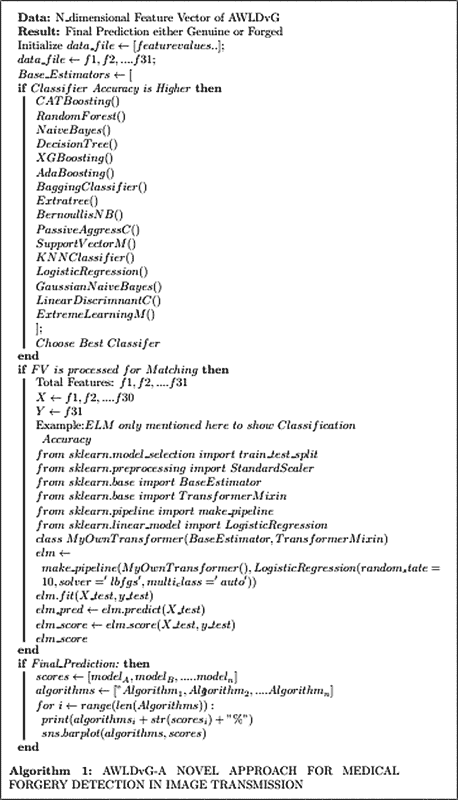 Data: N_dimensional Feature Vector of AWLDvG
Result: Final Prediction either Genuine or Forged
Initialize data_file ← [featurevalues..];
data_file ← f1, f2, ....f31;
Base_Estimators ← [
if Classifier Accuracy is Higher then
CATBoosting()
RandomForest()
NaiveBayes()
DecisionTree()
XGBoosting()
AdaBoosting()
BaggingClassifier()
Extratree()
BernoullisNB()
PassiveAggressC()
SupportVectorM()
KNNClassifier()
LogisticRegression()
GaussianNaiveBayes()
LinearDiscrimnantC()
ExtremeLearningM()
];
Choose Best Classifer
end
if FV is processed for Matching then
Total Features: f1, f2, ....f31
X ← f1, f2, ....f30
Y ← f31
Example:ELM only mentioned here to show Classification
Accuracy
from sklearn.model_selection import train_test_split
from sklearn.preprocessing import StandardScaler
from sklearn.base import BaseEstimator
from sklearn.base import TransformerMixin
from sklearn.pipeline import make_pipeline
from sklearn.linear_model import LogisticRegression
class MyOwnTransformer(BaseEstimator, TransformerMixin)
elm ←
make_pipeline(MyOwnTransformer(), LogisticRegression(random_state =
10, solver =' lbfgs', multi_class =' auto'))
elm.fit(X_test, y_test)
elm_pred ← elm.predict(X_test)
elm_score ← elm.score(X_test, y_test)
elm_score
end
if Final_Prediction: then
scores ← [model_A, model_B, .....model_n]
algorithms ← ["Algorithm_1, Algorithm_2, ....Algorithm_n]
for i ← range(len(Algorithms)) :
print(algorithms_i + str(scores_i) + "%")
sns.barplot(algorithms, scores)
end
Algorithm 1: AWLDvG-A NOVEL APPROACH FOR MEDICAL
FORGERY DETECTION IN IMAGE TRANSMISSION